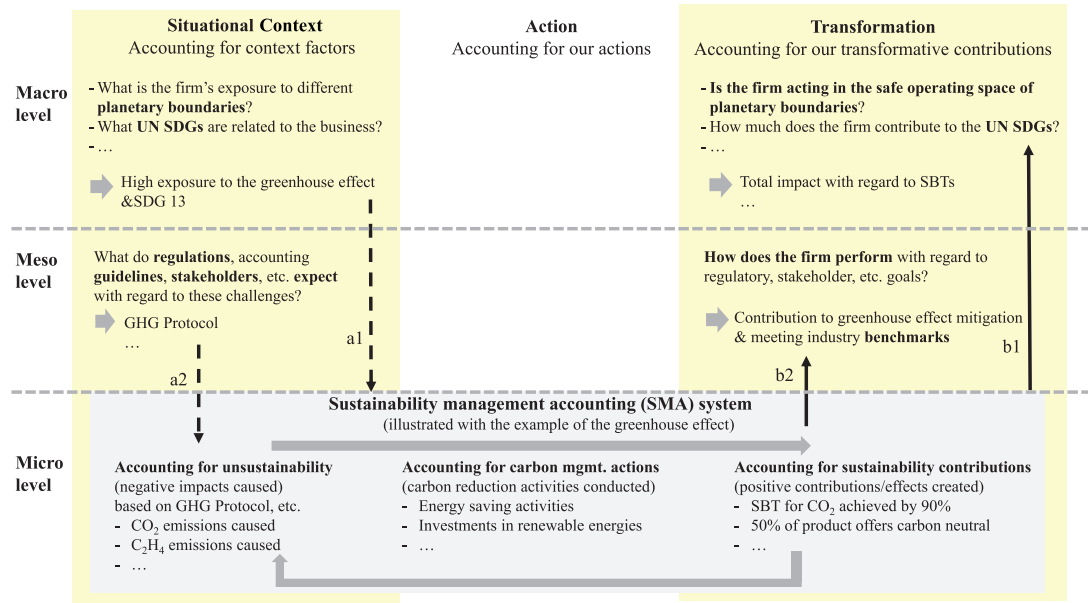 Situational Context
Accounting for context factors
Action
Accounting for our actions
Transformation
Accounting for our transformative contributions
Macro
level
- What is the firm's exposure to different
planetary boundaries?
- What UN SDGs are related to the business?
- …
High exposure to the greenhouse effect
&SDG 13
- Is the firm acting in the safe operating space of
planetary boundaries?
- How much does the firm contribute to the UN SDGs?
- …
Total impact with regard to SBTs
…
Meso
level
What do regulations, accounting
guidelines, stakeholders, etc. expect
with regard to these challenges?
GHG Protocol
…
a1
a2
How does the firm perform with regard to
regulatory, stakeholder, etc. goals?
Contribution to greenhouse effect mitigation
& meeting industry benchmarks
b1
b2
Micro
level
Sustainability management accounting (SMA) system
(illustrated with the example of the greenhouse effect)
Accounting for unsustainability
(negative impacts caused)
based on GHG Protocol, etc.
- CO₂ emissions caused
- C₂H₄ emissions caused
- …
Accounting for carbon mgmt. actions
(carbon reduction activities conducted)
- Energy saving activities
- Investments in renewable energies
- …
Accounting for sustainability contributions
(positive contributions/effects created)
- SBT for CO₂ achieved by 90%
- 50% of product offers carbon neutral
- …